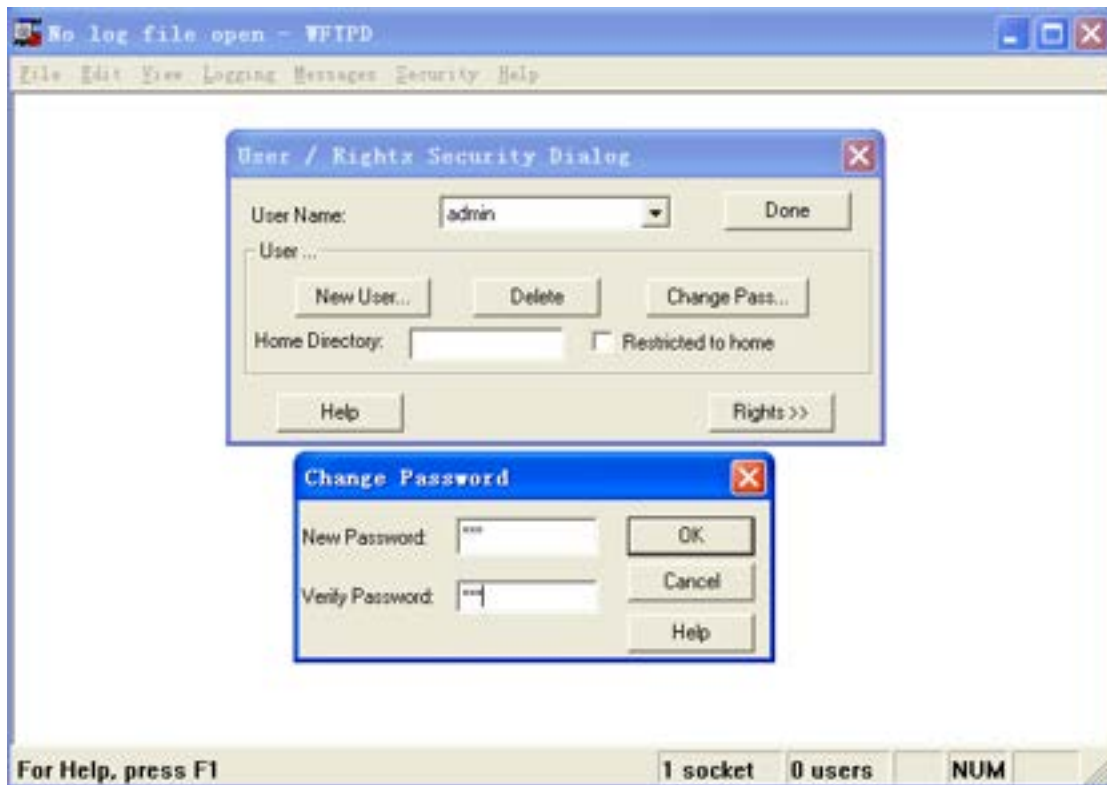 No log file open - WFTPD
File Edit View Logging Messages Security Help
User / Rights Security Dialog
User Name: admin Done
User ...
New User... Delete Change Pass...
Home Directory: Restricted to home
Help Rights >>
Change Password
New Password: *** OK
Verify Password: *** Cancel
Help
For Help, press F1 1 socket 0 users NUM